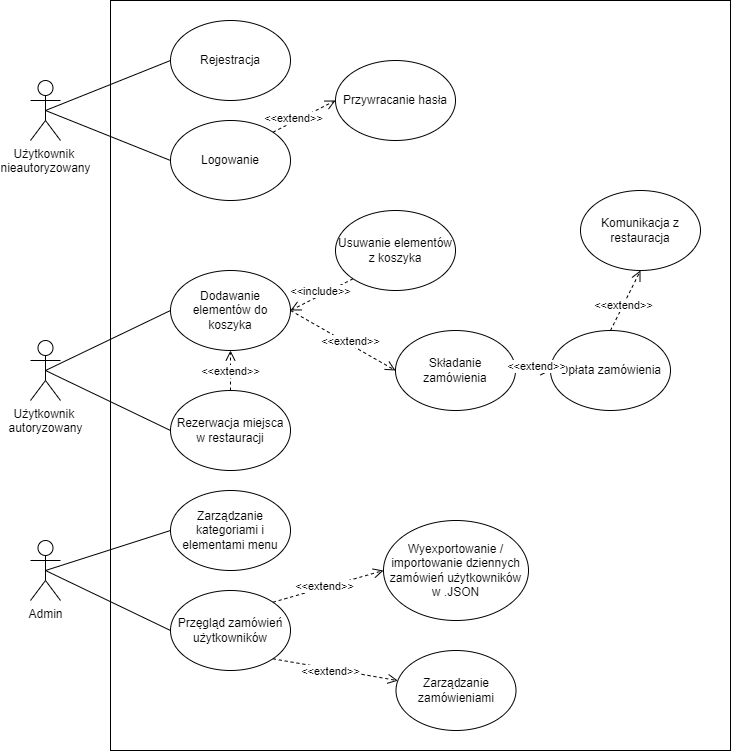 Rejestracja
Przywracanie hasła
<<extend>>
Logowanie
Użytkownik
nieautoryzowany
Komunikacja z
restauracja
Usuwanie elementów
z koszyka
<<include>>
Dodawanie
elementów do
koszyka
<<extend>>
<<extend>>
Składanie
zamówienia
<<extend>>
Opłata zamówienia
<<extend>>
Użytkownik
autoryzowany
Rezerwacja miejsca
w restauracji
<<extend>>
Zarządzanie
kategoriami i
elementami menu
Wyexportowanie /
importowanie dziennych
zamówień użytkowników
w .JSON
<<extend>>
Admin
Przęgląd zamówień
użytkowników
<<extend>>
Zarządzanie
zamówieniami